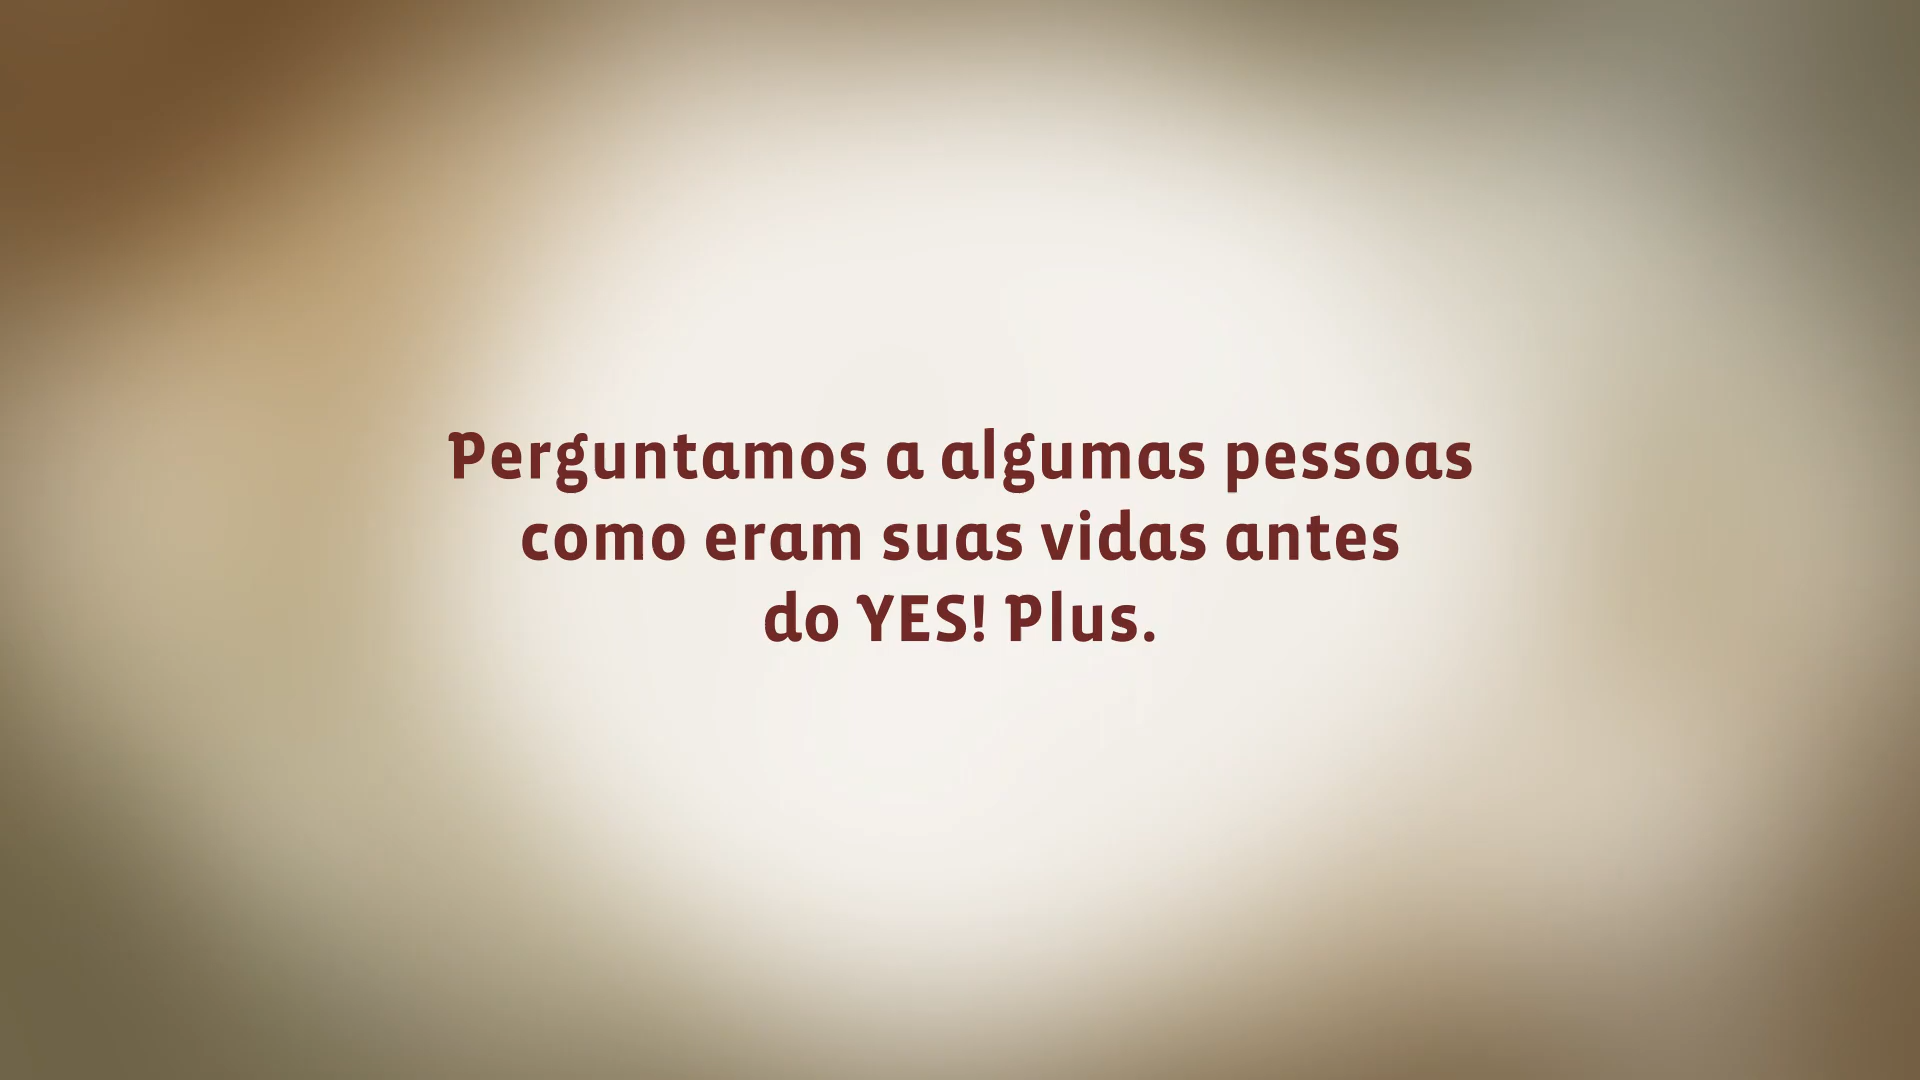 Perguntamos a algumas pessoas
como eram suas vidas antes
do YES! Plus.